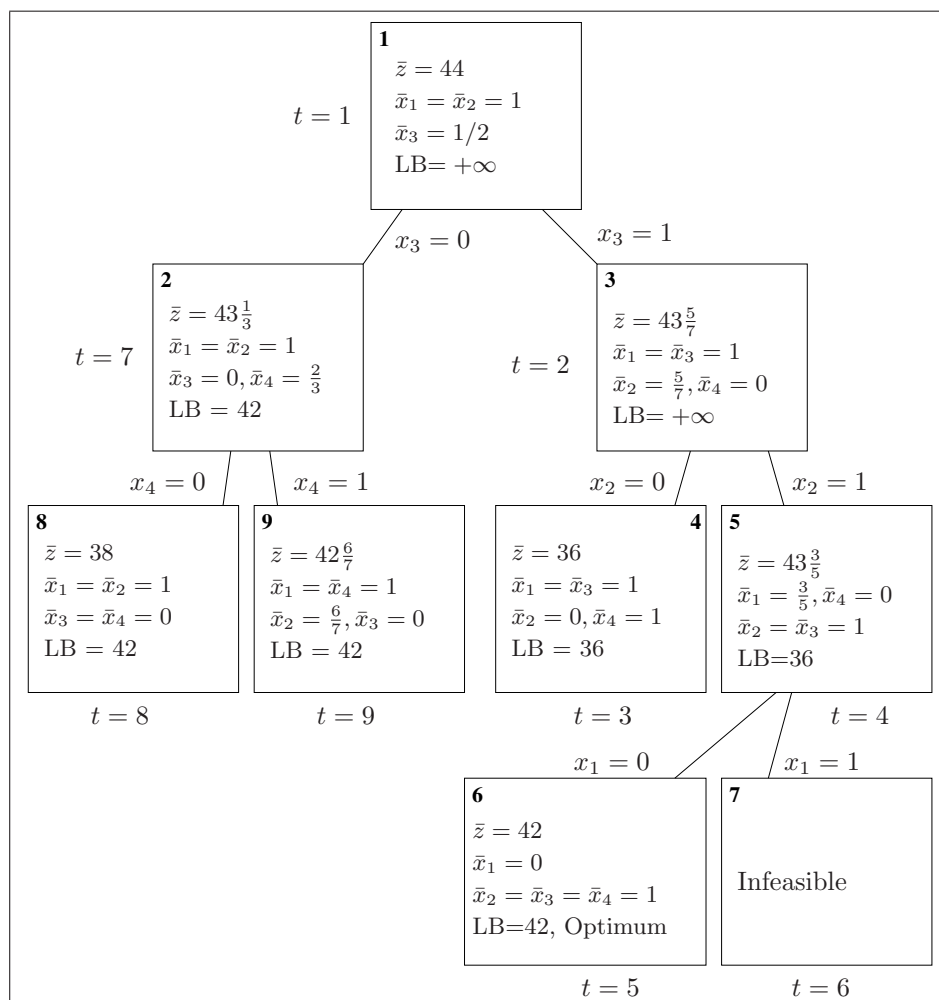 1
z̄ = 44
x̄₁ = x̄₂ = 1
x̄₃ = 1/2
LB= +∞
t = 1
x₃ = 0
x₃ = 1
2
z̄ = 43 1/3
x̄₁ = x̄₂ = 1
x̄₃ = 0, x̄₄ = 2/3
LB = 42
t = 7
3
z̄ = 43 5/7
x̄₁ = x̄₃ = 1
x̄₂ = 5/7, x̄₄ = 0
LB= +∞
t = 2
x₄ = 0
x₄ = 1
x₂ = 0
x₂ = 1
8
z̄ = 38
x̄₁ = x̄₂ = 1
x̄₃ = x̄₄ = 0
LB = 42
t = 8
9
z̄ = 42 6/7
x̄₁ = x̄₄ = 1
x̄₂ = 6/7, x̄₃ = 0
LB = 42
t = 9
4
z̄ = 36
x̄₁ = x̄₃ = 1
x̄₂ = 0, x̄₄ = 1
LB = 36
t = 3
5
z̄ = 43 3/5
x̄₁ = 3/5, x̄₄ = 0
x̄₂ = x̄₃ = 1
LB=36
t = 4
x₁ = 0
x₁ = 1
6
z̄ = 42
x̄₁ = 0
x̄₂ = x̄₃ = x̄₄ = 1
LB=42, Optimum
t = 5
7
Infeasible
t = 6